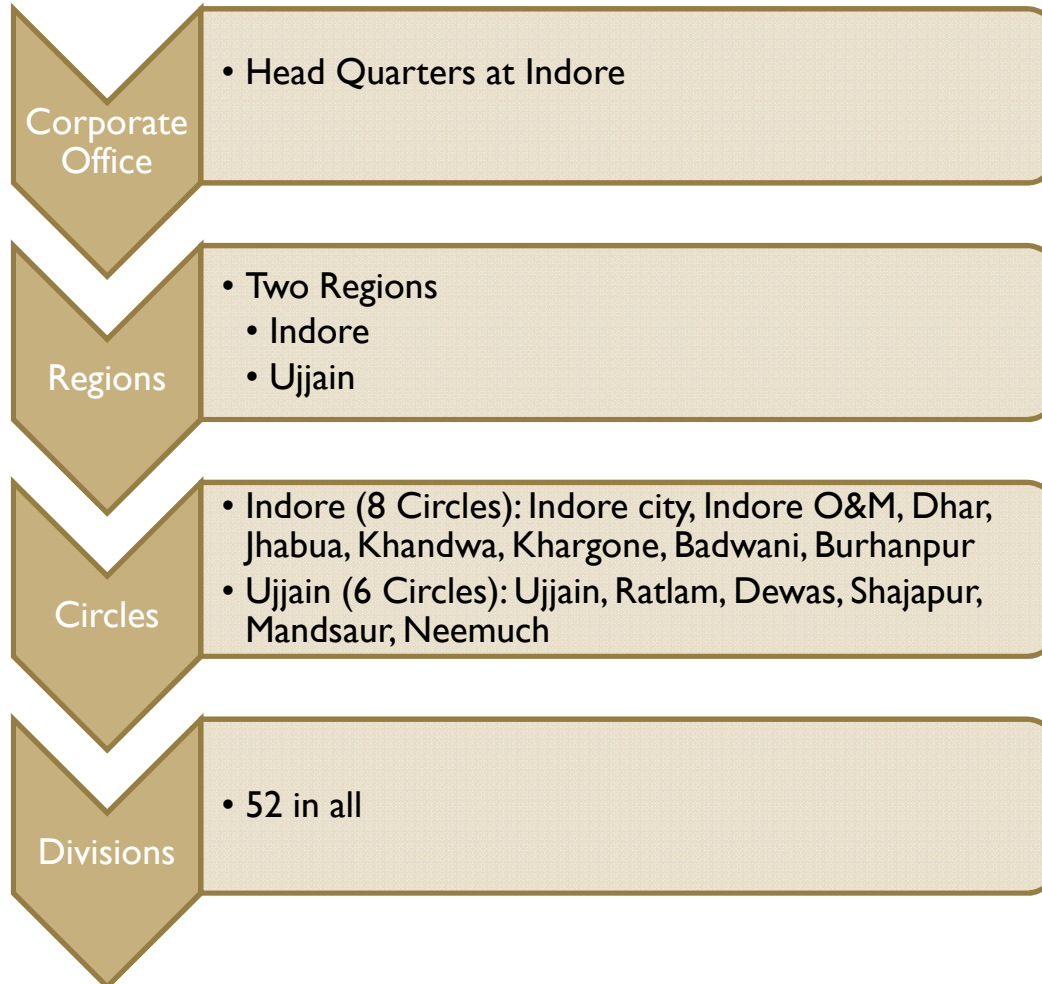 Corporate
Office
• Head Quarters at Indore
Regions
• Two Regions
• Indore
• Ujjain
Circles
• Indore (8 Circles): Indore city, Indore O&M, Dhar,
Jhabua, Khandwa, Khargone, Badwani, Burhanpur
• Ujjain (6 Circles): Ujjain, Ratlam, Dewas, Shajapur,
Mandsaur, Neemuch
Divisions
• 52 in all